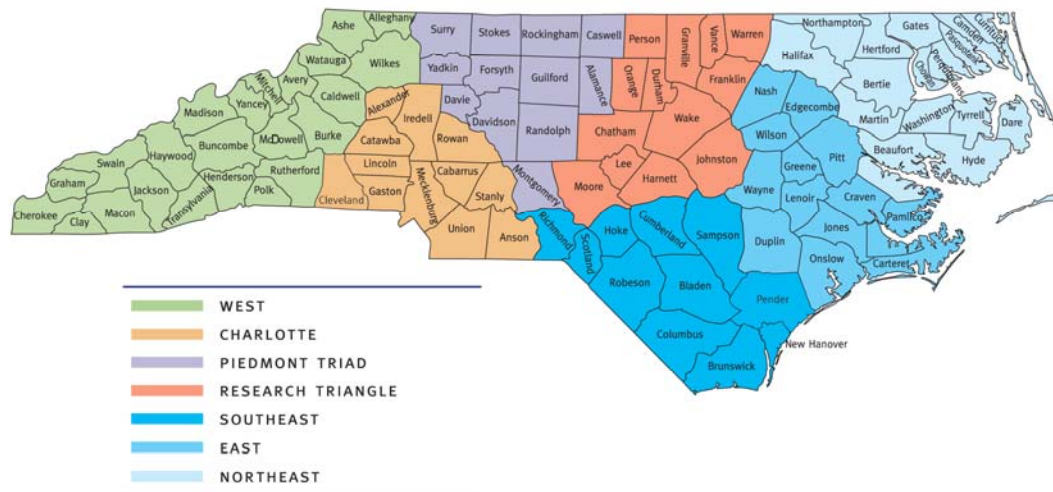 Ashe
Alleghany
Surry
Stokes
Rockingham
Caswell
Person
Granville
Vance
Warren
Northampton
Gates
Camden
Currituck
Pasquotank
Perquimans
Chowan
Hertford
Halifax
Watauga
Wilkes
Yadkin
Forsyth
Guilford
Alamance
Orange
Durham
Franklin
Bertie
Mitchell
Avery
Caldwell
Alexander
Iredell
Davie
Davidson
Randolph
Nash
Edgecombe
Martin
Washington
Tyrrell
Dare
Madison
Yancey
McDowell
Burke
Catawba
Rowan
Chatham
Wake
Wilson
Pitt
Beaufort
Hyde
Swain
Haywood
Buncombe
Rutherford
Lincoln
Cabarrus
Lee
Johnston
Greene
Graham
Jackson
Henderson
Polk
Transylvania
Cleveland
Gaston
Mecklenburg
Stanly
Montgomery
Moore
Harnett
Wayne
Lenoir
Craven
Pamlico
Cherokee
Clay
Macon
Union
Anson
Richmond
Scotland
Hoke
Cumberland
Sampson
Duplin
Jones
Onslow
Carteret
Robeson
Bladen
Pender
Columbus
Brunswick
New Hanover
WEST
CHARLOTTE
PIEDMONT TRIAD
RESEARCH TRIANGLE
SOUTHEAST
EAST
NORTHEAST